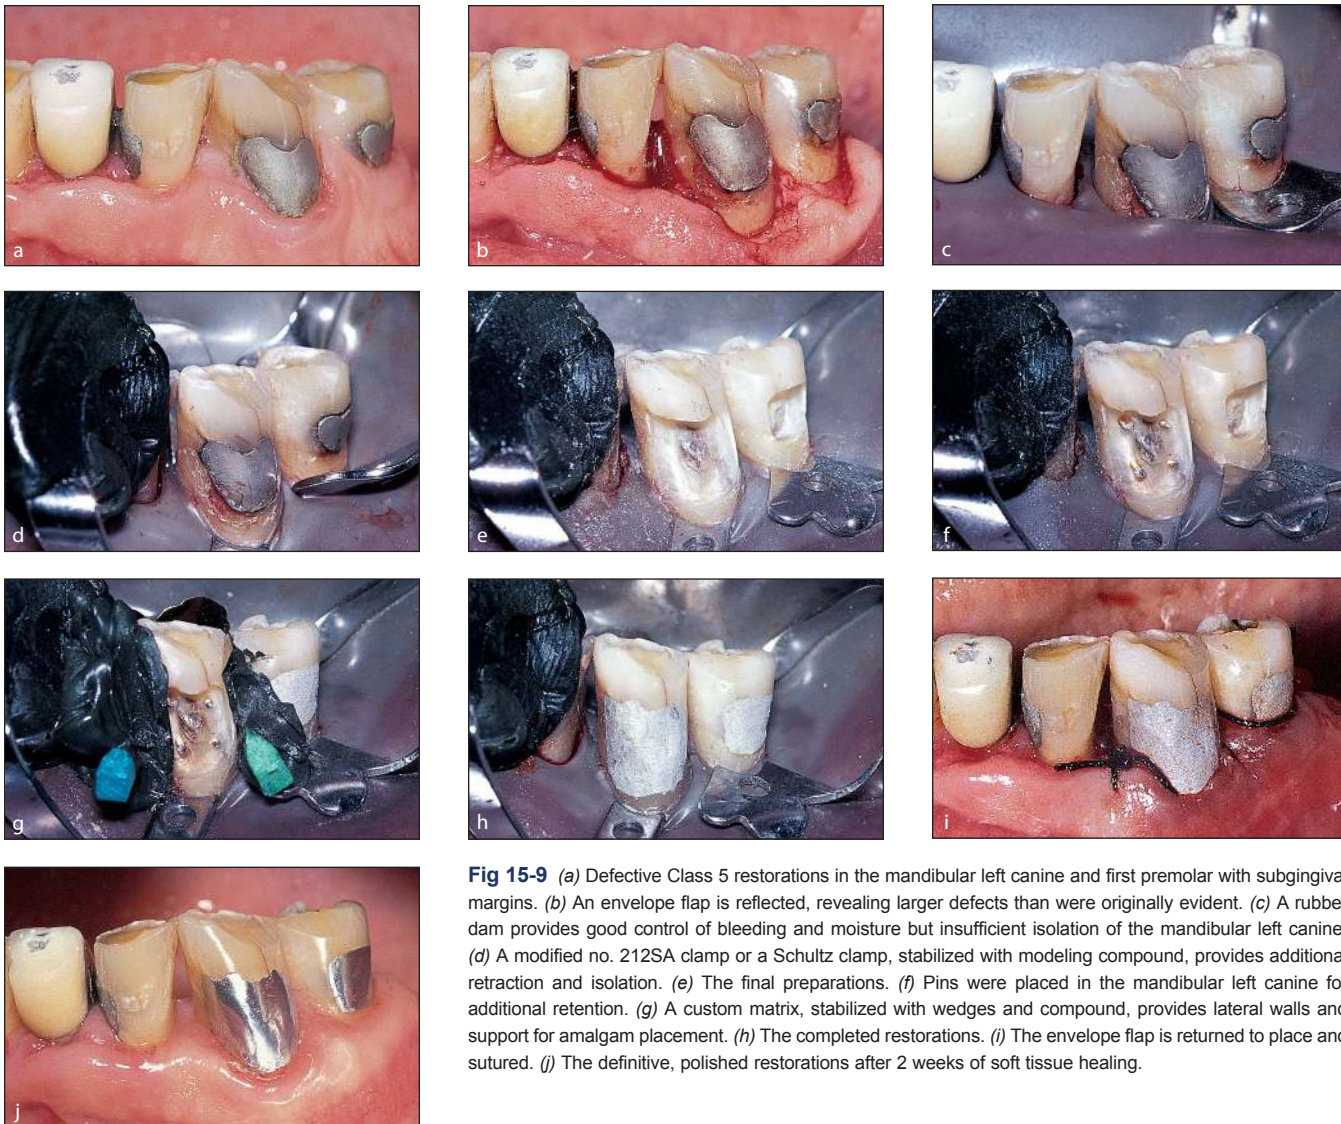 a
b
c
d
e
f
g
h
i
j
Fig 15-9 (a) Defective Class 5 restorations in the mandibular left canine and first premolar with subgingiva
margins. (b) An envelope flap is reflected, revealing larger defects than were originally evident. (c) A rubbe
dam provides good control of bleeding and moisture but insufficient isolation of the mandibular left canine
(d) A modified no. 212SA clamp or a Schultz clamp, stabilized with modeling compound, provides additiona
retraction and isolation. (e) The final preparations. (f) Pins were placed in the mandibular left canine fo
additional retention. (g) A custom matrix, stabilized with wedges and compound, provides lateral walls and
support for amalgam placement. (h) The completed restorations. (i) The envelope flap is returned to place and
sutured. (j) The definitive, polished restorations after 2 weeks of soft tissue healing.